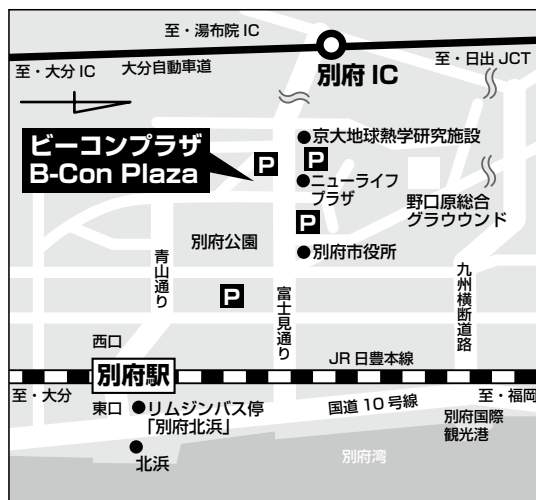 至・湯布院 IC
別府 IC
至・大分 IC
大分自動車道
至・日出 JCT
ビーコンプラザ
B-Con Plaza
P
京大地球熱学研究施設
P
ニューライフ
プラザ
P
野口原総合
グラウウンド
別府公園
別府市役所
青山通り
P
富士見通り
九州横断道路
西口
別府駅
JR 日豊本線
至・大分
至・福岡
東口
リムジンバス停
「別府北浜」
国道 10 号線
別府国際
観光港
北浜
別府湾